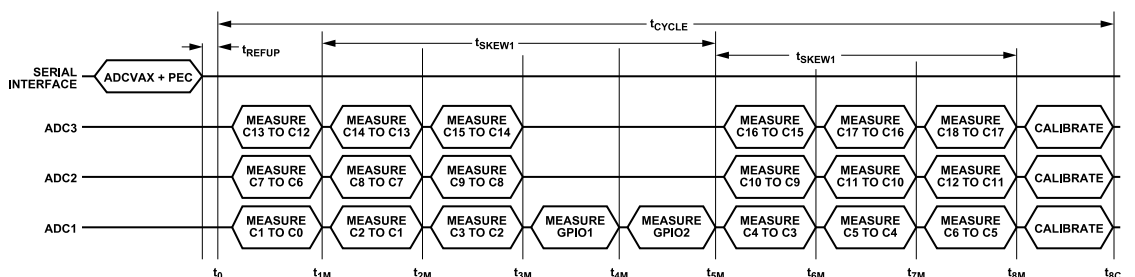 tCYCLE
tREFUP
tSKEW1
tSKEW1
SERIAL
INTERFACE
ADCVAX + PEC
ADC3
MEASURE
C13 TO C12
MEASURE
C14 TO C13
MEASURE
C15 TO C14
MEASURE
C16 TO C15
MEASURE
C17 TO C16
MEASURE
C18 TO C17
CALIBRATE
ADC2
MEASURE
C7 TO C6
MEASURE
C8 TO C7
MEASURE
C9 TO C8
MEASURE
C10 TO C9
MEASURE
C11 TO C10
MEASURE
C12 TO C11
CALIBRATE
ADC1
MEASURE
C1 TO C0
MEASURE
C2 TO C1
MEASURE
C3 TO C2
MEASURE
GPIO1
MEASURE
GPIO2
MEASURE
C4 TO C3
MEASURE
C5 TO C4
MEASURE
C6 TO C5
CALIBRATE
t0 t1M t2M t3M t4M t5M t6M t7M t8M t8C